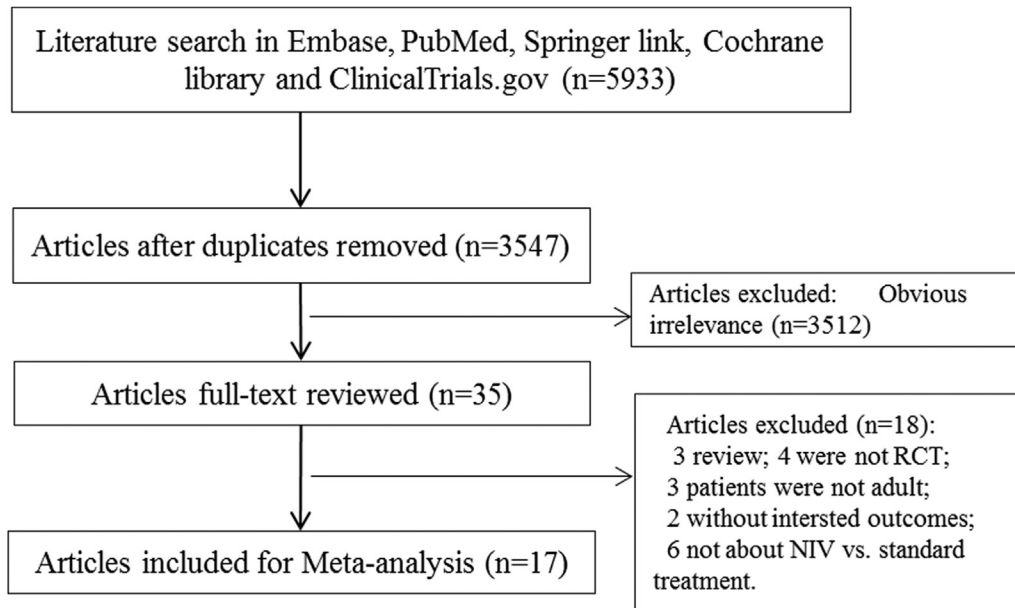 Literature search in Embase, PubMed, Springer link, Cochrane
library and ClinicalTrials.gov (n=5933)
Articles after duplicates removed (n=3547)
Articles excluded: Obvious
irrelevance (n=3512)
Articles full-text reviewed (n=35)
Articles excluded (n=18):
3 review; 4 were not RCT;
3 patients were not adult;
2 without intersted outcomes;
6 not about NIV vs. standard
treatment.
Articles included for Meta-analysis (n=17)